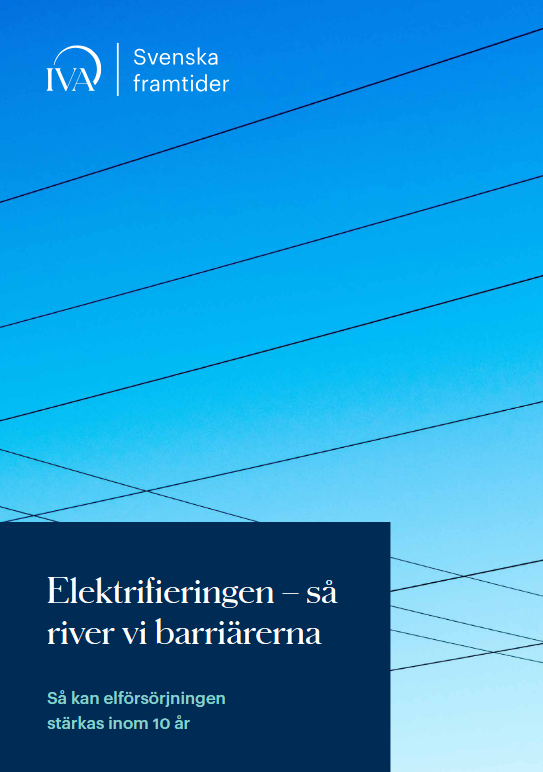 IVA
Svenska
framtider
Elektrifieringen – så
river vi barriärerna
Så kan elförsörjningen
stärkas inom 10 år